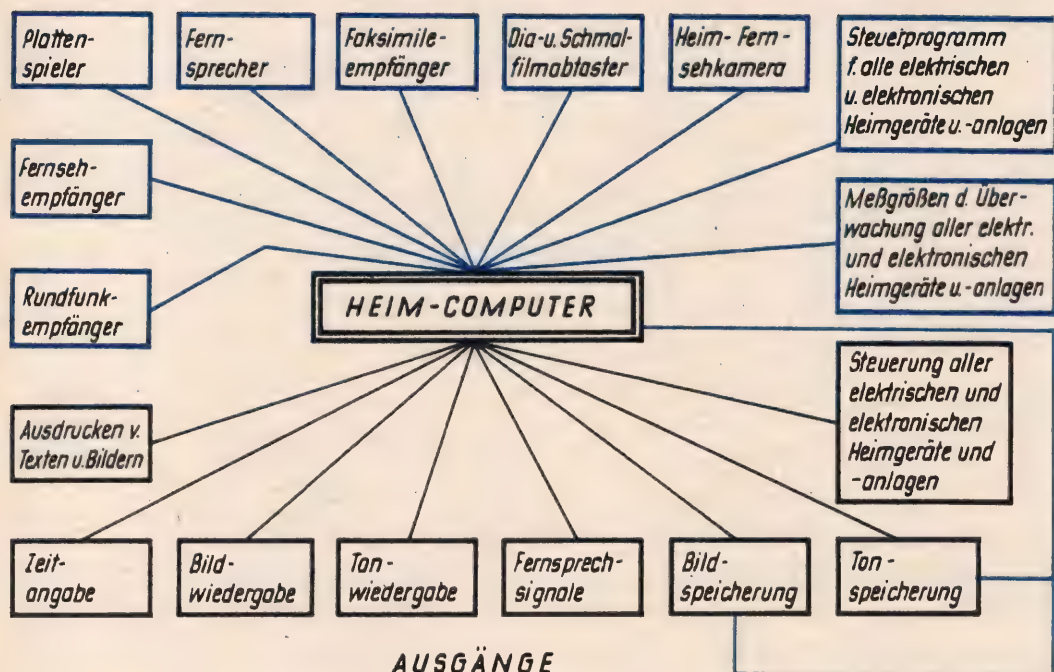 Platten-
spieler
Fern-
sprecher
Faksimile-
empfänger
Dia-u. Schmal-
filmabtaster
Heim-Fern-
sehkamera
Steuerprogramm
f. alle elektrischen
u. elektronischen
Heimgeräte u.-anlagen
Fernseh-
empfänger
Meßgrößen d. Über-
wachung aller elektr.
und elektronischen
Heimgeräte u.-anlagen
Rundfunk-
empfänger
HEIM-COMPUTER
Steuerung aller
elektrischen und
elektronischen
Heimgeräte und
-anlagen
Ausdrucken v.
Texten u. Bildern
Zeit-
angabe
Bild-
wiedergabe
Ton-
wiedergabe
Fernsprech-
signale
Bild-
speicherung
Ton-
speicherung
AUSGÄNGE